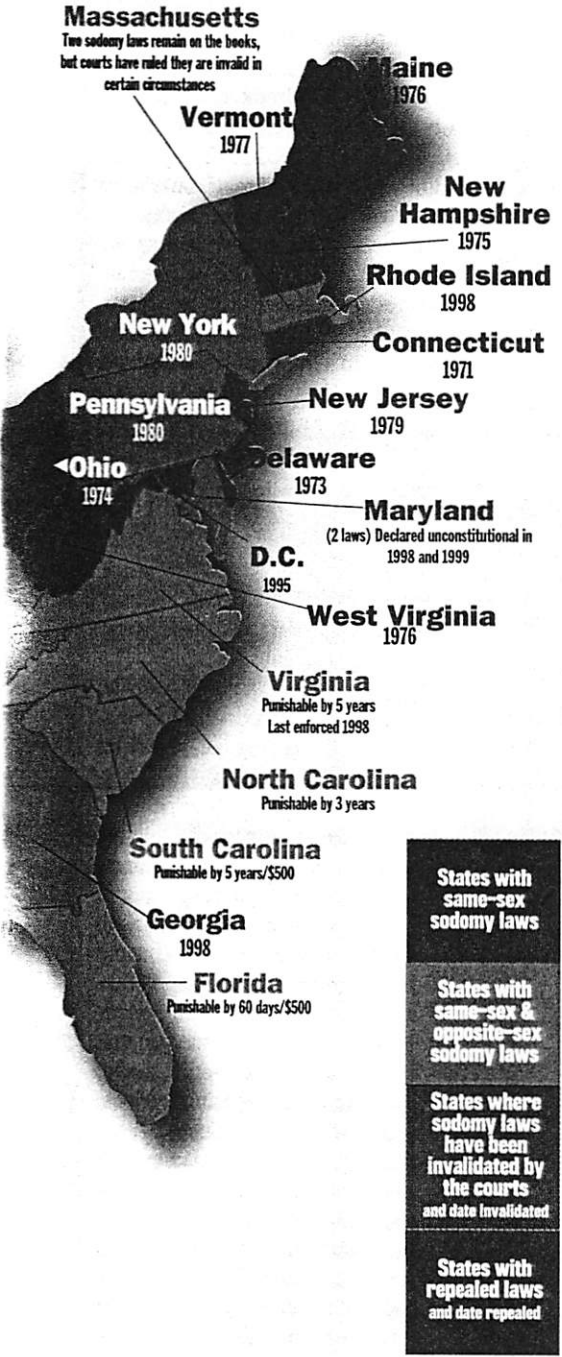 Massachusetts
Two sodomy laws remain on the books,
but courts have ruled they are invalid in
certain circumstances
Maine
1976
Vermont
1977
New
Hampshire
1975
Rhode Island
1998
New York
1980
Connecticut
1971
Pennsylvania
1980
New Jersey
1979
◄Ohio
1974
Delaware
1973
Maryland
(2 laws) Declared unconstitutional in
1998 and 1999
D.C.
1995
West Virginia
1976
Virginia
Punishable by 5 years
Last enforced 1998
North Carolina
Punishable by 3 years
South Carolina
Punishable by 5 years/$500
Georgia
1998
Florida
Punishable by 60 days/$500
States with
same-sex
sodomy laws
States with
same-sex &
opposite-sex
sodomy laws
States where
sodomy laws
have been
invalidated by
the courts
and date invalidated
States with
repealed laws
and date repealed